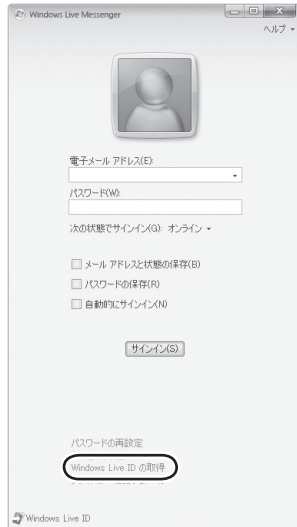 Windows Live Messenger
ヘルプ
電子メール アドレス(E):
パスワード(W):
次の状態でサインイン(G): オンライン
メール アドレスと状態の保存(B)
パスワードの保存(R)
自動的にサインイン(N)
サインイン(S)
パスワードの再設定
Windows Live ID の取得
Windows Live ID